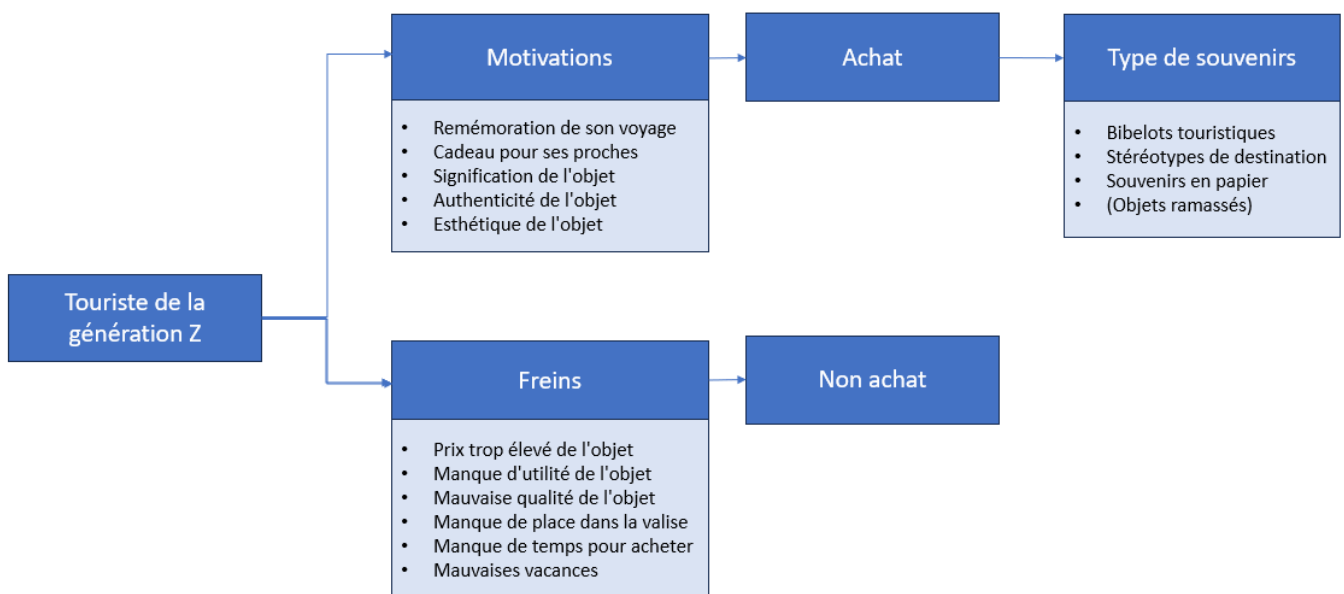 Motivations
• Remémoration de son voyage
• Cadeau pour ses proches
• Signification de l'objet
• Authenticité de l'objet
• Esthétique de l'objet
Achat
Type de souvenirs
• Bibelots touristiques
• Stéréotypes de destination
• Souvenirs en papier
• (Objets ramassés)
Touriste de la
génération Z
Freins
• Prix trop élevé de l'objet
• Manque d'utilité de l'objet
• Mauvaise qualité de l'objet
• Manque de place dans la valise
• Manque de temps pour acheter
• Mauvaises vacances
Non achat